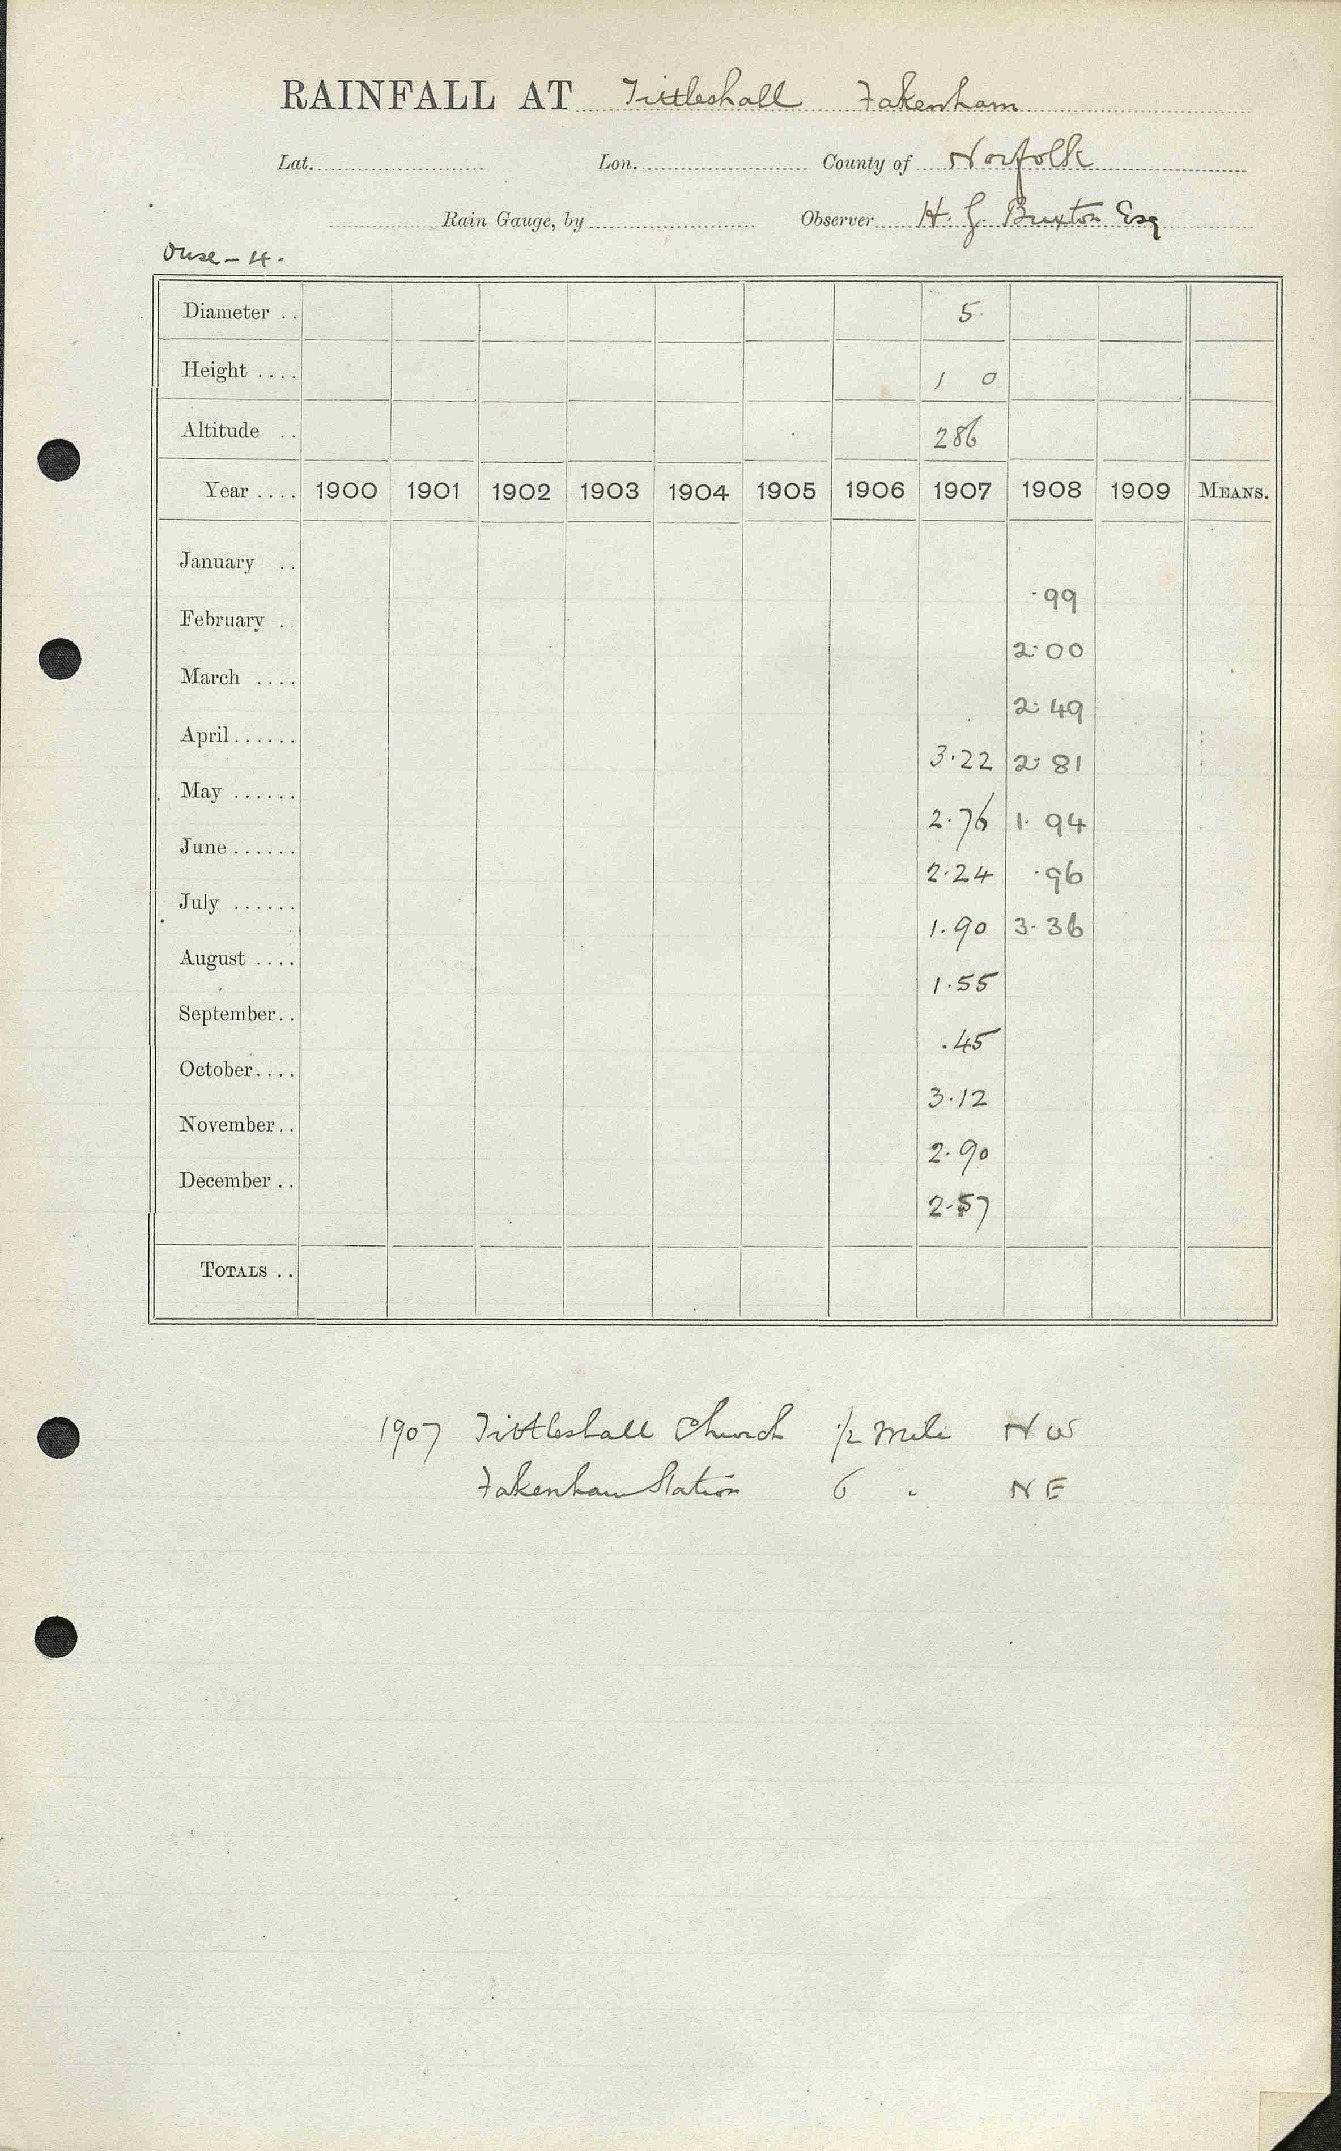 RAINFALL AT Tittleshall Fakenham
Lat. Lon. County of Norfolk
Rain Gauge, by Observer H. G. Buxton Esq
Ouse - 4.
Diameter .. 5
Height .... 1 0
Altitude .. 286
Year .... 1900 1901 1902 1903 1904 1905 1906 1907 1908 1909 MEANS.
January ..
.99
February .
2.00
March ....
2.49
April......
3.22 2.81
May ......
2.76 1.94
June ......
2.24 .96
July ......
1.90 3.36
August ....
1.55
September..
.45
October....
3.12
November..
2.90
December ..
2.57
TOTALS ..
1907 Tittleshall Church 1/2 mile NW
Fakenham Station 6 " NE